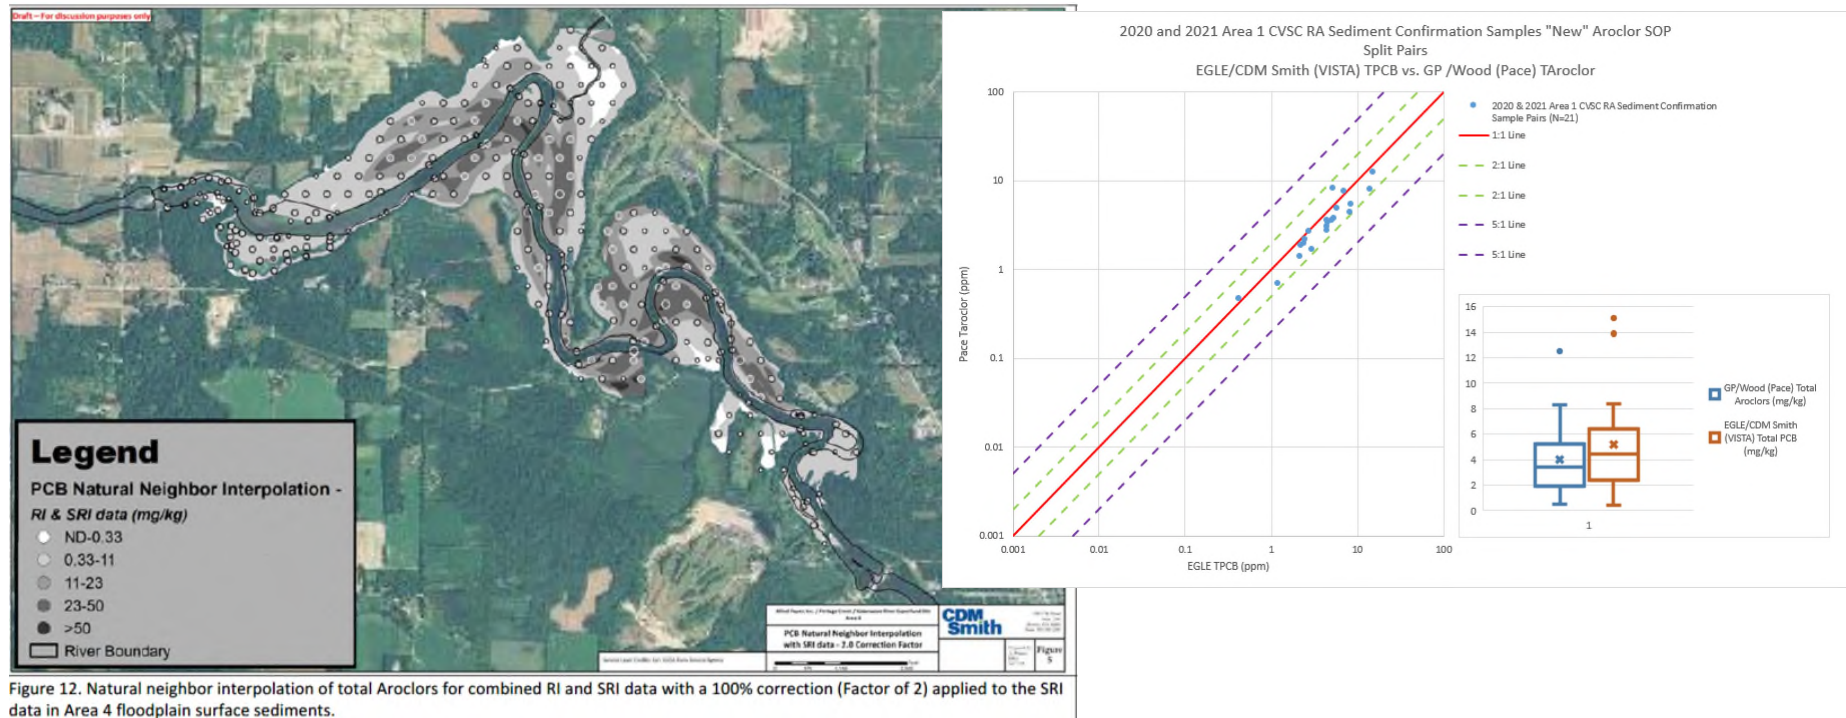 Draft – For discussion purposes only
Legend
PCB Natural Neighbor Interpolation -
RI & SRI data (mg/kg)
ND-0.33
0.33-11
11-23
23-50
>50
River Boundary
PCB Natural Neighbor Interpolation
with SRI data - 2.0 Correction Factor
CDM
Smith
Figure
5
Figure 12. Natural neighbor interpolation of total Aroclors for combined RI and SRI data with a 100% correction (Factor of 2) applied to the SRI
data in Area 4 floodplain surface sediments.
2020 and 2021 Area 1 CVSC RA Sediment Confirmation Samples "New" Aroclor SOP
Split Pairs
EGLE/CDM Smith (VISTA) TPCB vs. GP /Wood (Pace) TAroclor
Pace Taroclor (ppm)
100
10
1
0.1
0.01
0.001
0.001
0.01
0.1
1
10
100
EGLE TPCB (ppm)
2020 & 2021 Area 1 CVSC RA Sediment Confirmation
Sample Pairs (N=21)
1:1 Line
2:1 Line
2:1 Line
5:1 Line
5:1 Line
16
14
12
10
8
6
4
2
0
1
GP/Wood (Pace) Total
Aroclors (mg/kg)
EGLE/CDM Smith
(VISTA) Total PCB
(mg/kg)